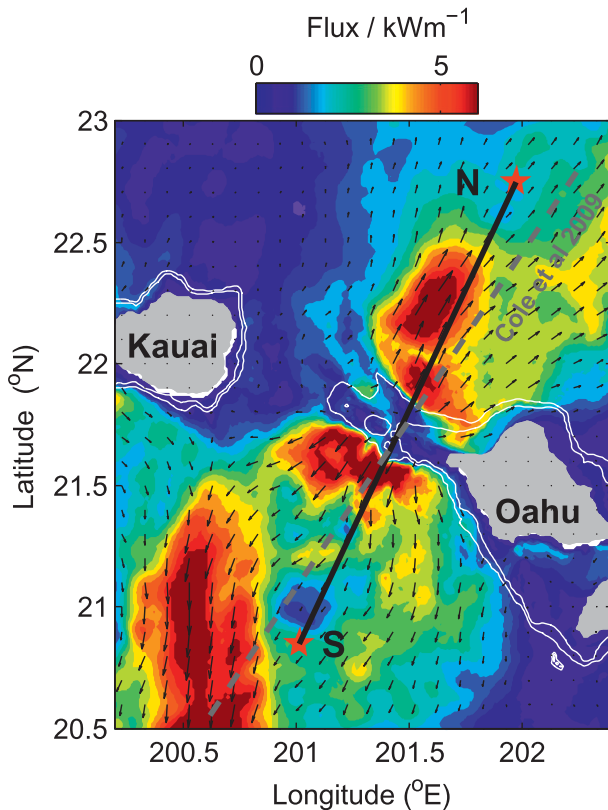 Flux / kWm⁻¹
0 5
23
N
22.5
Cole et al 2009
Kauai
22
Latitude (°N)
21.5
Oahu
21
S
20.5
200.5 201 201.5 202
Longitude (°E)